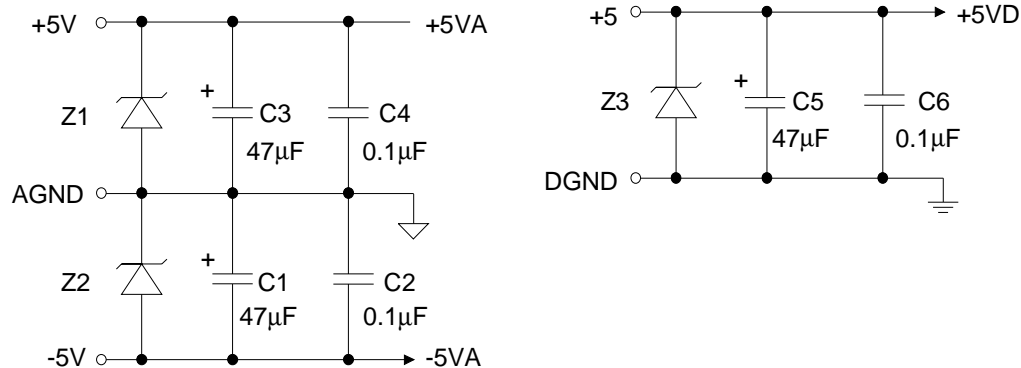 +5V
+5VA
Z1
+
C3
47μF
C4
0.1μF
AGND
Z2
+
C1
47μF
C2
0.1μF
-5V
-5VA
+5
+5VD
Z3
+
C5
47μF
C6
0.1μF
DGND